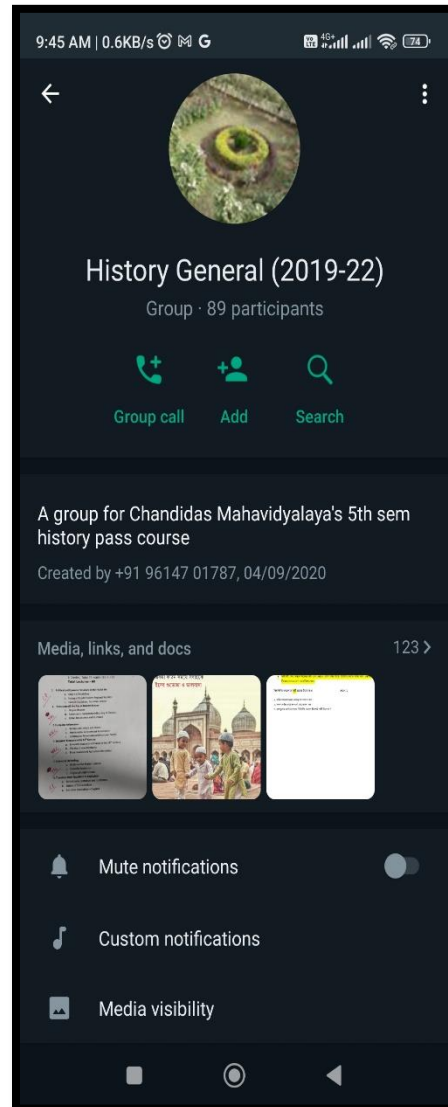 9:45 AM | 0.6KB/s
4G+
74
History General (2019-22)
Group · 89 participants
Group call
Add
Search
A group for Chandidas Mahavidyalaya's 5th sem
history pass course
Created by +91 96147 01787, 04/09/2020
Media, links, and docs
123 >
Mute notifications
Custom notifications
Media visibility